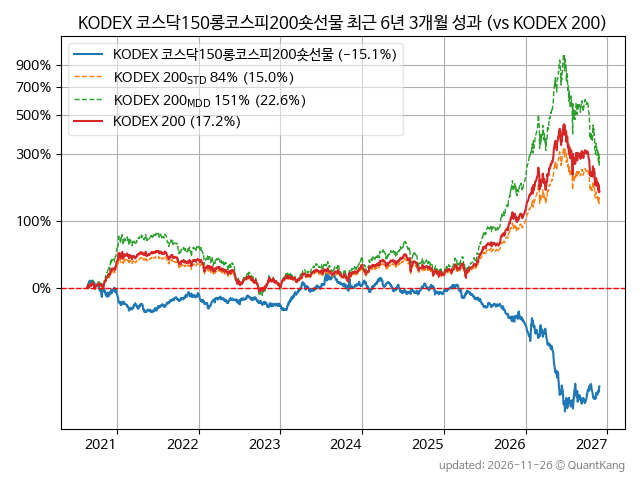 KODEX 코스닥150롱코스피200숏선물 최근 6년 3개월 성과 (vs KODEX 200)
KODEX 코스닥150롱코스피200숏선물 (−15.1%)
KODEX 200STD 84% (15.0%)
KODEX 200MDD 151% (22.6%)
KODEX 200 (17.2%)
900%
700%
500%
300%
100%
0%
2021 2022 2023 2024 2025 2026 2027
updated: 2026-11-26 © QuantKang